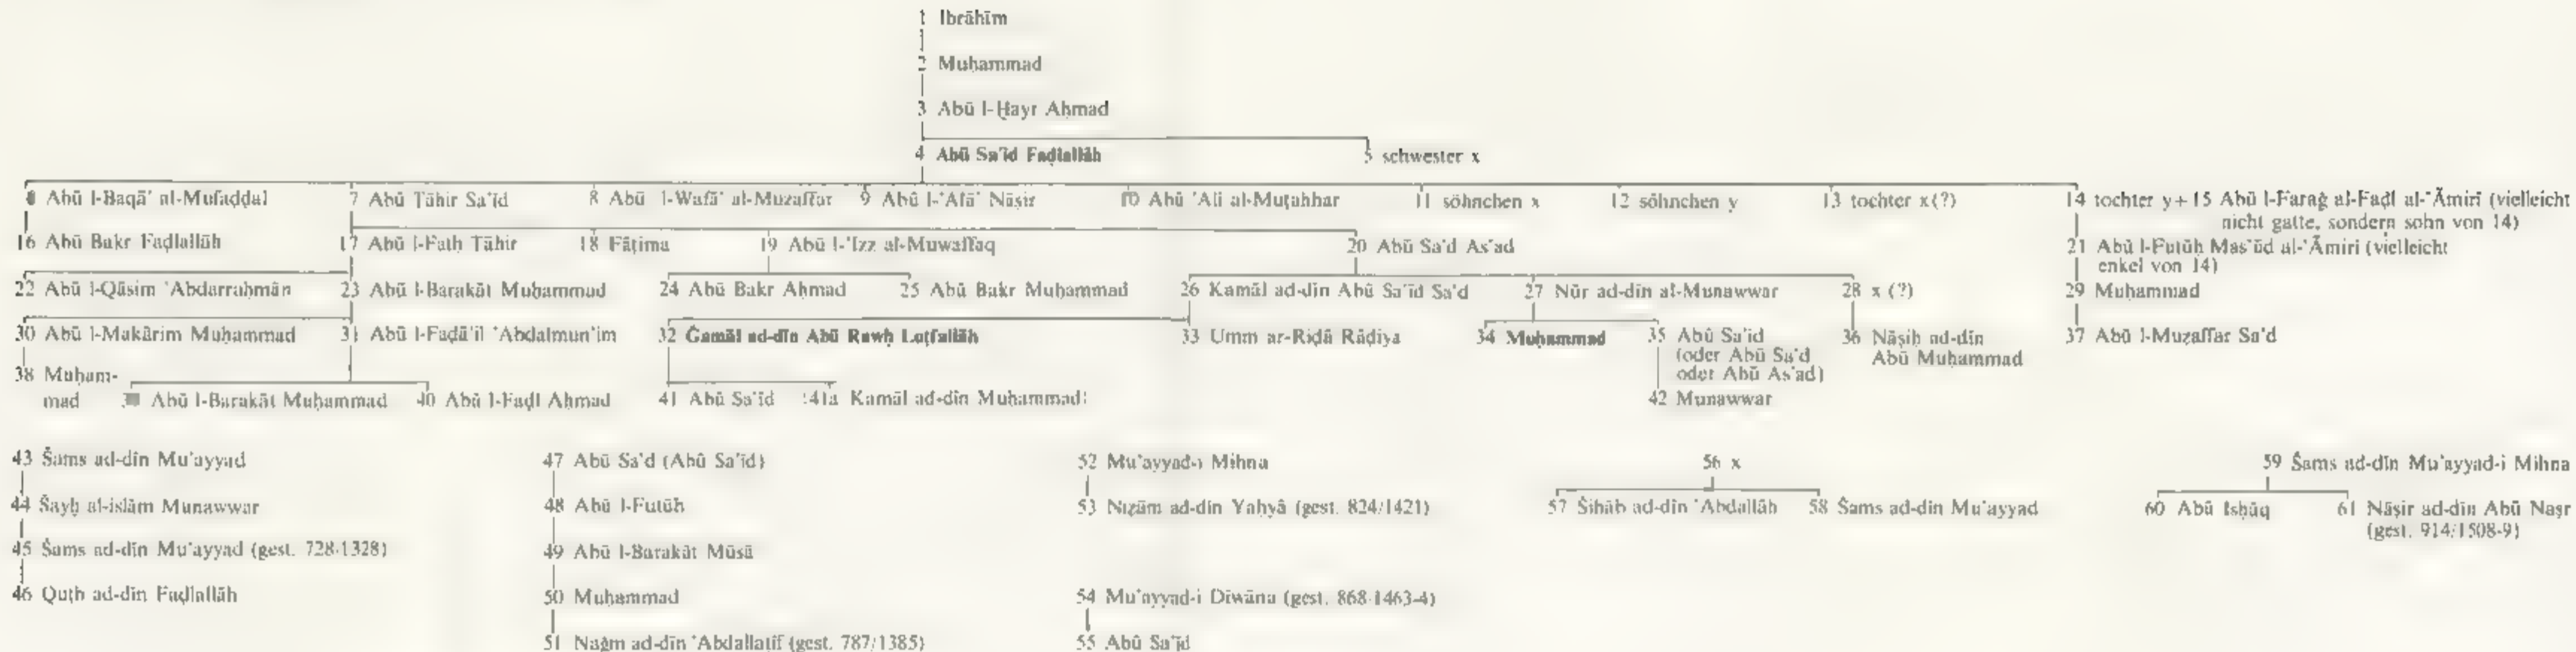 1 Ibrāhīm
2 Muḥammad
3 Abū l-Ḫayr Aḥmad
4 Abū Sa'īd Faḍlallāh 5 schwester x
6 Abū l-Baqā' al-Mufaḍḍal 7 Abū Ṭāhir Sa'īd 8 Abū l-Wafā' al-Muẓaffar 9 Abū l-'Alā' Nāṣir 10 Abū 'Alī al-Muṭahhar 11 söhnchen x 12 söhnchen y 13 tochter x(?) 14 tochter y+15 Abū l-Faraǧ al-Faḍl al-'Āmirī (vielleicht
nicht gatte, sondern sohn von 14)
16 Abū Bakr Faḍlallāh 17 Abū l-Fatḥ Ṭāhir 18 Fāṭima 19 Abū l-'Izz al-Muwaffaq 20 Abū Sa'd As'ad 21 Abū l-Futūḥ Mas'ūd al-'Āmirī (vielleicht
enkel von 14)
22 Abū l-Qāsim 'Abdarraḥmān 23 Abū l-Barakāt Muḥammad 24 Abū Bakr Aḥmad 25 Abū Bakr Muḥammad 26 Kamāl ad-dīn Abū Sa'īd Sa'd 27 Nūr ad-dīn al-Munawwar 28 x (?) 29 Muḥammad
30 Abū l-Makārim Muḥammad 31 Abū l-Faḍā'il 'Abdalmun'im 32 Ǧamāl ad-dīn Abū Rawḥ Luṭfallāh 33 Umm ar-Riḍā Rāḍiya 34 Muḥammad 35 Abū Sa'īd 36 Nāṣiḥ ad-dīn 37 Abū l-Muẓaffar Sa'd
(oder Abū Sa'd Abū Muḥammad
oder Abū As'ad)
38 Muḥam-
mad 39 Abū l-Barakāt Muḥammad 40 Abū l-Faḍl Aḥmad 41 Abū Sa'īd [41a Kamāl ad-dīn Muḥammad] 42 Munawwar
43 Šams ad-dīn Mu'ayyad 47 Abū Sa'd (Abū Sa'īd) 52 Mu'ayyad-i Mihna 56 x 59 Šams ad-dīn Mu'ayyad-i Mihna
44 Šayḫ al-islām Munawwar 48 Abū l-Futūḥ 53 Niẓām ad-dīn Yaḥyā (gest. 824/1421) 57 Šihāb ad-dīn 'Abdallāh 58 Šams ad-dīn Mu'ayyad 60 Abū Isḥāq 61 Nāṣir ad-dīn Abū Naṣr
(gest. 914/1508-9)
45 Šams ad-dīn Mu'ayyad (gest. 728/1328) 49 Abū l-Barakāt Mūsā
46 Quṭb ad-dīn Faḍlallāh 50 Muḥammad 54 Mu'ayyad-i Dīwāna (gest. 868/1463-4)
51 Naǧm ad-dīn 'Abdallaṭīf (gest. 787/1385) 55 Abū Sa'īd